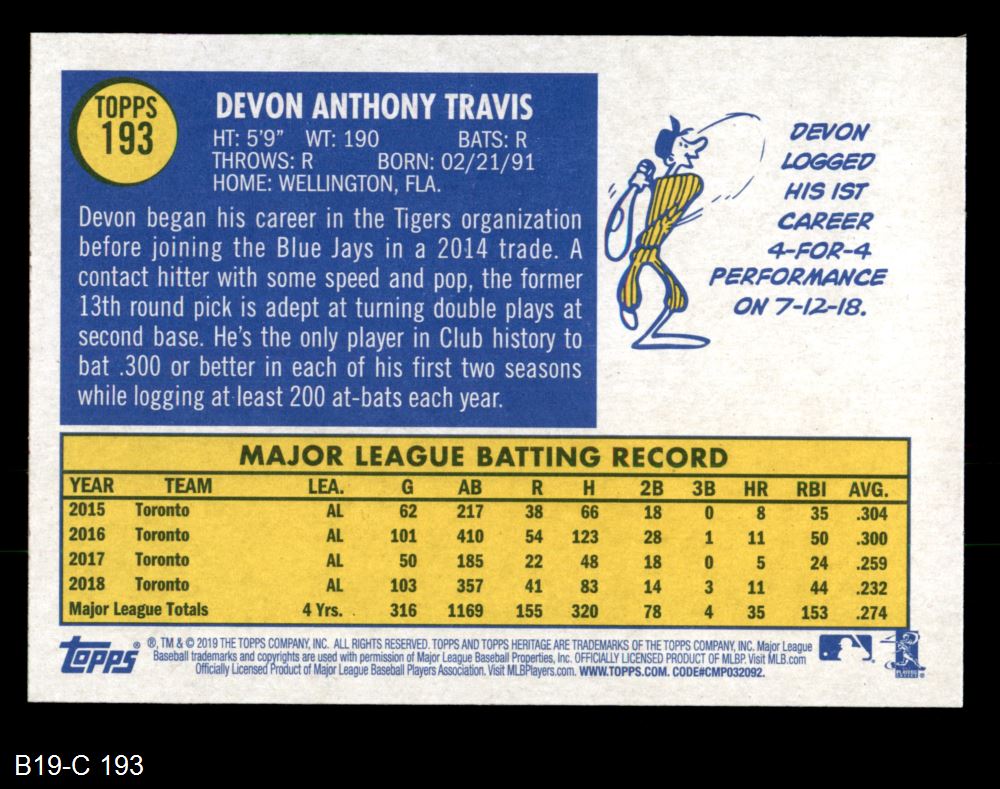 TOPPS
193
DEVON ANTHONY TRAVIS
HT: 5'9" WT: 190 BATS: R
THROWS: R BORN: 02/21/91
HOME: WELLINGTON, FLA.
Devon began his career in the Tigers organization
before joining the Blue Jays in a 2014 trade. A
contact hitter with some speed and pop, the former
13th round pick is adept at turning double plays at
second base. He's the only player in Club history to
bat .300 or better in each of his first two seasons
while logging at least 200 at-bats each year.
DEVON
LOGGED
HIS 1ST
CAREER
4-FOR-4
PERFORMANCE
ON 7-12-18.
MAJOR LEAGUE BATTING RECORD
YEAR TEAM LEA. G AB R H 2B 3B HR RBI AVG.
2015 Toronto AL 62 217 38 66 18 0 8 35 .304
2016 Toronto AL 101 410 54 123 28 1 11 50 .300
2017 Toronto AL 50 185 22 48 18 0 5 24 .259
2018 Toronto AL 103 357 41 83 14 3 11 44 .232
Major League Totals 4 Yrs. 316 1169 155 320 78 4 35 153 .274
Topps®
®, TM & © 2019 THE TOPPS COMPANY, INC. ALL RIGHTS RESERVED. TOPPS AND TOPPS HERITAGE ARE TRADEMARKS OF THE TOPPS COMPANY, INC. Major League
Baseball trademarks and copyrights are used with permission of Major League Baseball Properties, Inc. OFFICIALLY LICENSED PRODUCT OF MLBP. Visit MLB.com
Officially Licensed Product of Major League Baseball Players Association. Visit MLBPlayers.com. WWW.TOPPS.COM. CODE#CMP032092.
B19-C 193